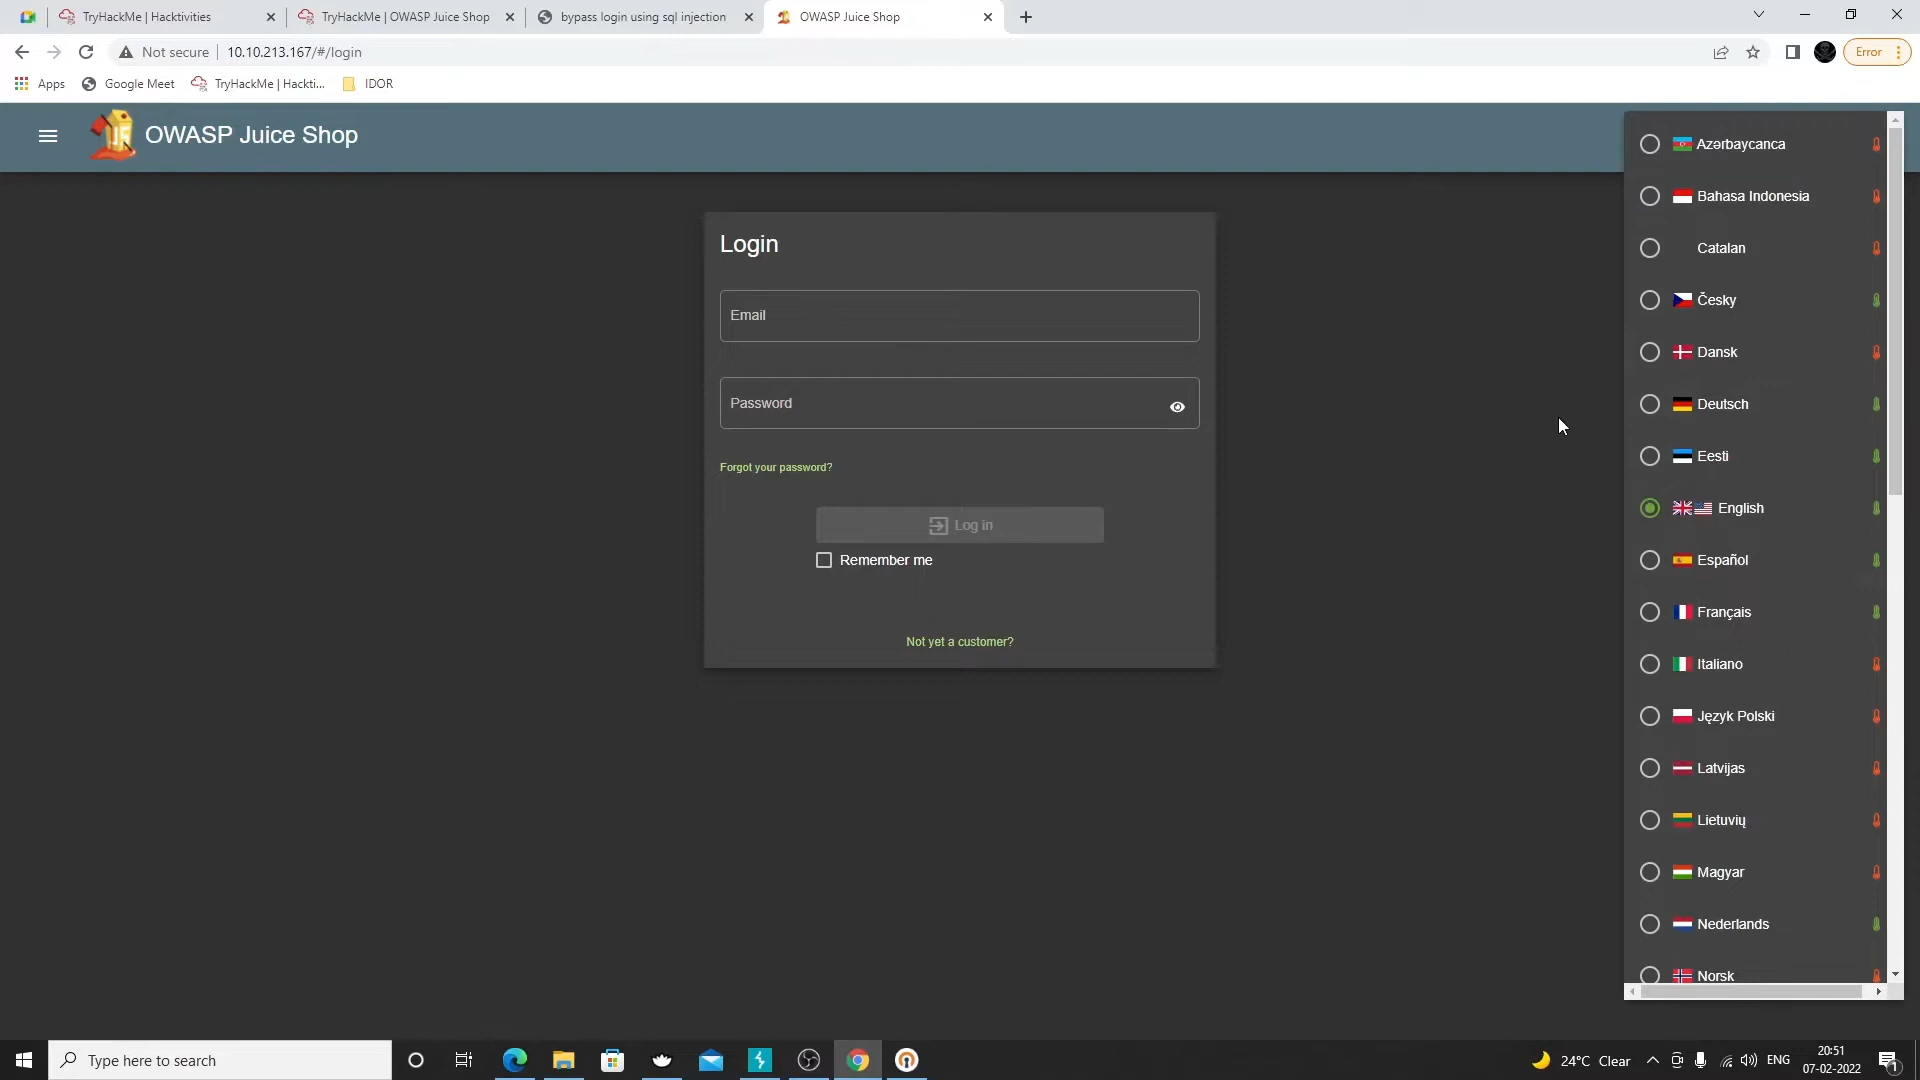 TryHackMe | Hacktivities
TryHackMe | OWASP Juice Shop
bypass login using sql injection
OWASP Juice Shop
Not secure
10.10.213.167/#/login
Error
Apps
Google Meet
TryHackMe | Hackti...
IDOR
OWASP Juice Shop
Login
Email
Password
Forgot your password?
Log in
Remember me
Not yet a customer?
Azərbaycanca
Bahasa Indonesia
Catalan
Česky
Dansk
Deutsch
Eesti
English
Español
Français
Italiano
Język Polski
Latvijas
Lietuvių
Magyar
Nederlands
Norsk
Type here to search
24°C Clear
ENG
20:51
07-02-2022
1